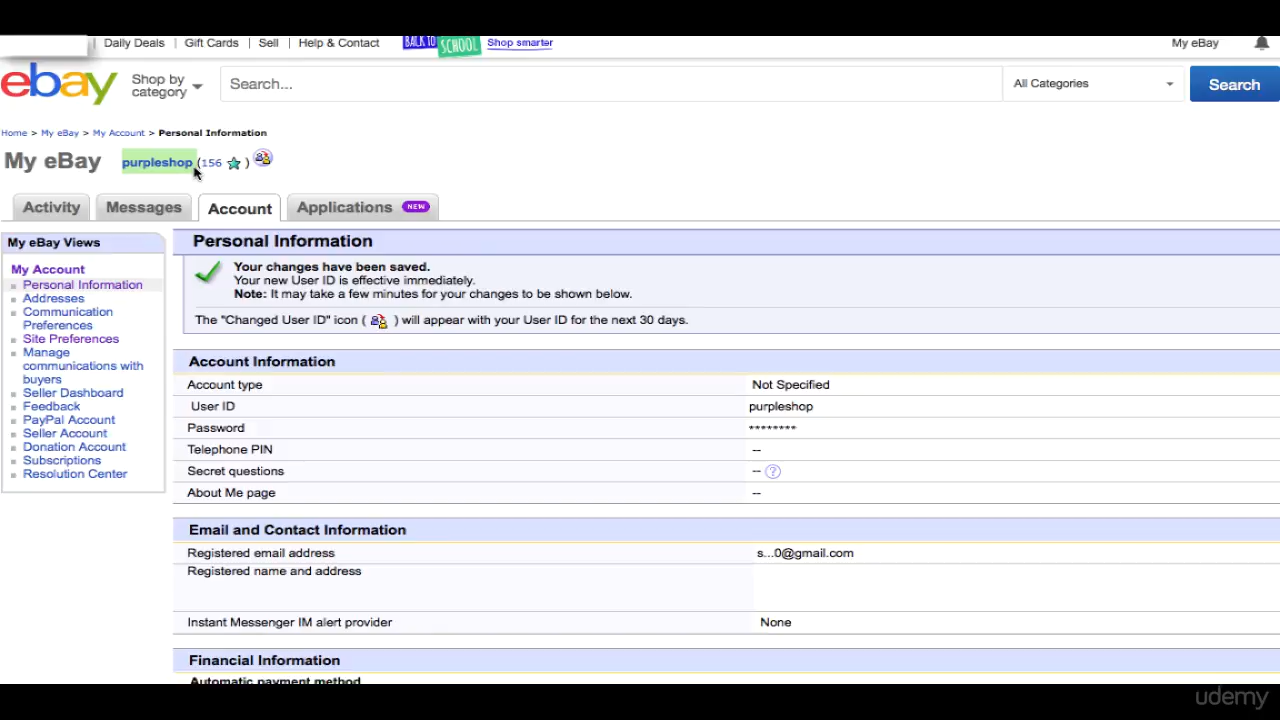 Daily Deals | Gift Cards | Sell | Help & Contact BACK TO SCHOOL Shop smarter My eBay
ebay Shop by category Search... All Categories Search
Home > My eBay > My Account > Personal Information
My eBay purpleshop (156 )
Activity Messages Account Applications NEW
My eBay Views
My Account
Personal Information
Addresses
Communication
Preferences
Site Preferences
Manage
communications with
buyers
Seller Dashboard
Feedback
PayPal Account
Seller Account
Donation Account
Subscriptions
Resolution Center
Personal Information
Your changes have been saved.
Your new User ID is effective immediately.
Note: It may take a few minutes for your changes to be shown below.
The "Changed User ID" icon ( ) will appear with your User ID for the next 30 days.
Account Information
Account type Not Specified
User ID purpleshop
Password ********
Telephone PIN --
Secret questions -- ?
About Me page --
Email and Contact Information
Registered email address s...0@gmail.com
Registered name and address
Instant Messenger IM alert provider None
Financial Information
Automatic payment method
udemy